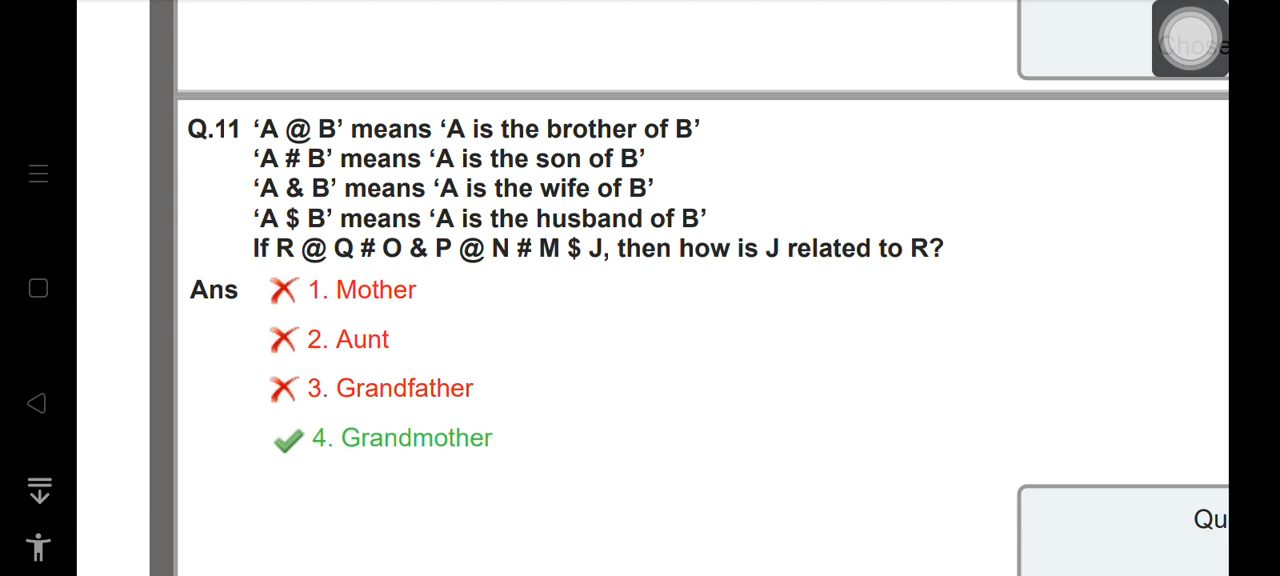 Chose
Q.11 ‘A @ B’ means ‘A is the brother of B’
‘A # B’ means ‘A is the son of B’
‘A & B’ means ‘A is the wife of B’
‘A $ B’ means ‘A is the husband of B’
If R @ Q # O & P @ N # M $ J, then how is J related to R?
Ans 1. Mother
2. Aunt
3. Grandfather
4. Grandmother
Qu